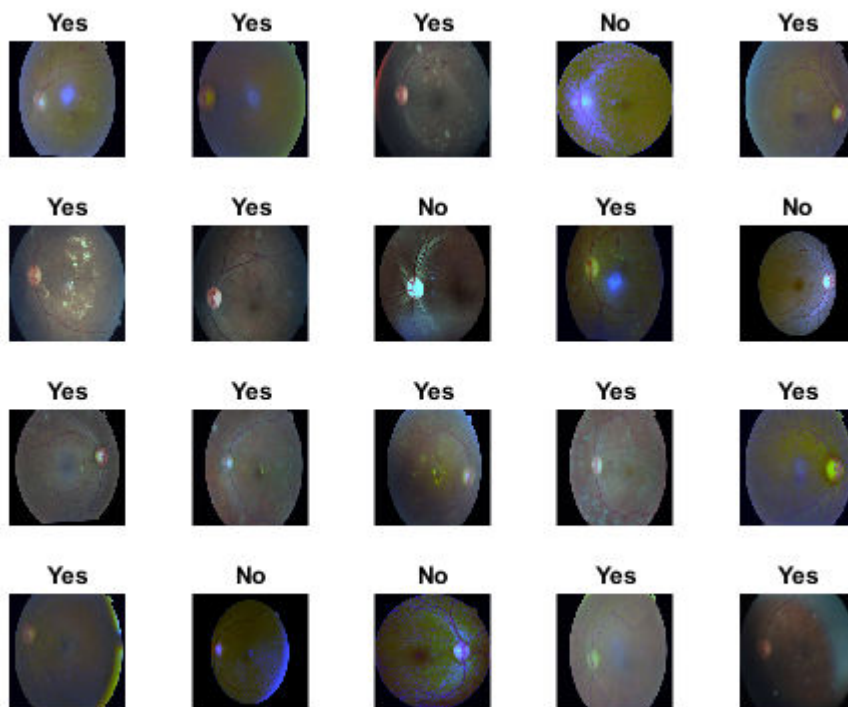 Yes Yes Yes No Yes
Yes Yes No Yes No
Yes Yes Yes Yes Yes
Yes No No Yes Yes